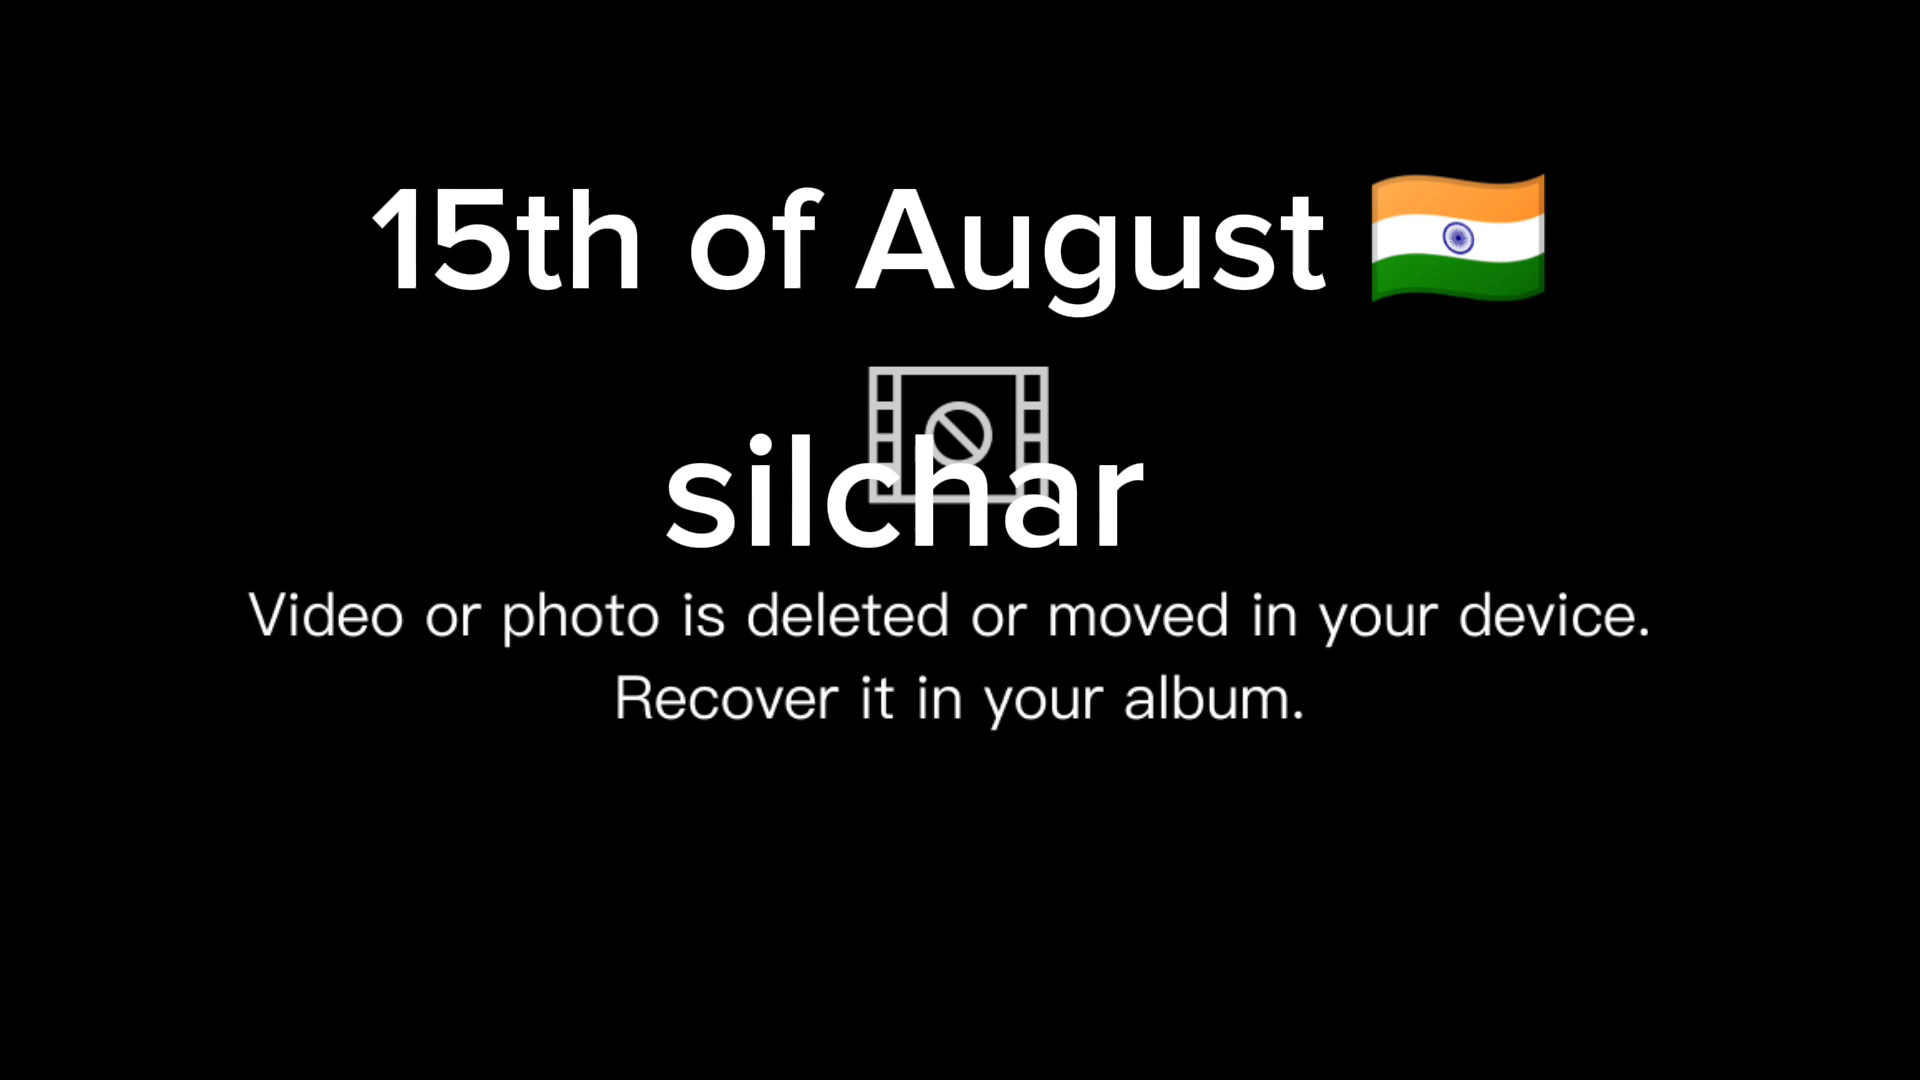 15th of August 🇮🇳
silchar
Video or photo is deleted or moved in your device.
Recover it in your album.